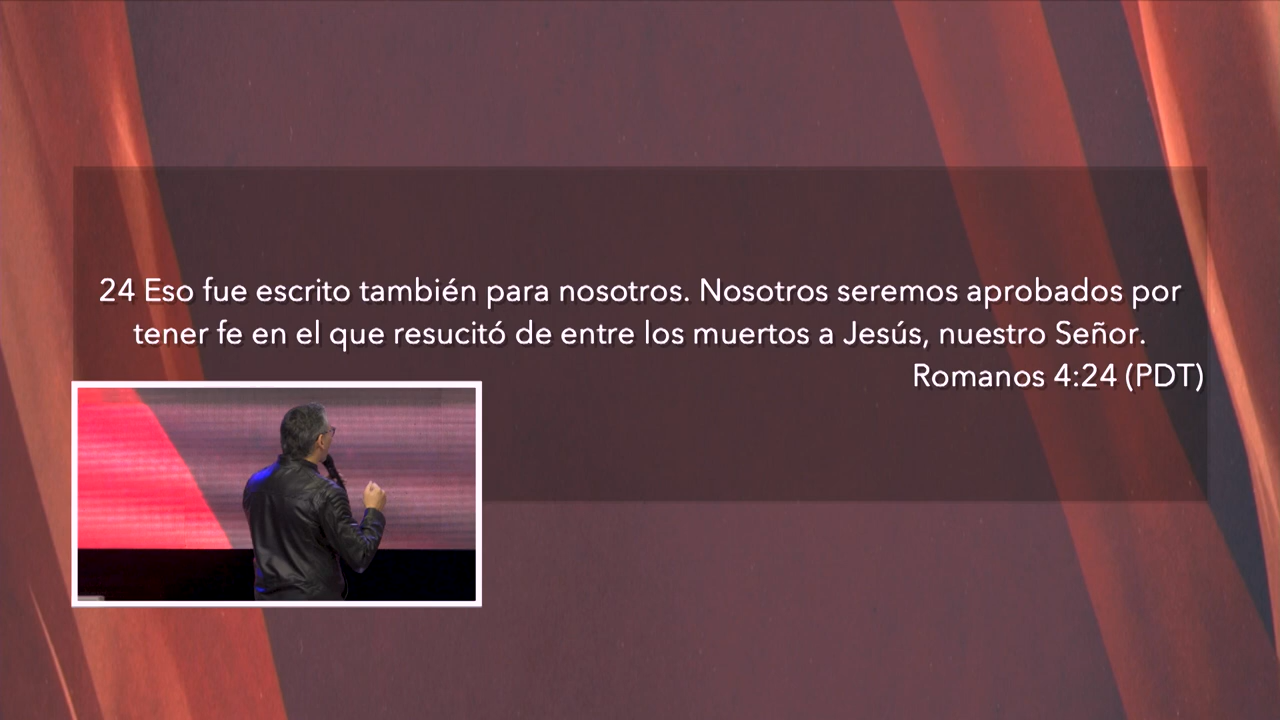 24 Eso fue escrito también para nosotros. Nosotros seremos aprobados por
tener fe en el que resucitó de entre los muertos a Jesús, nuestro Señor.
Romanos 4:24 (PDT)